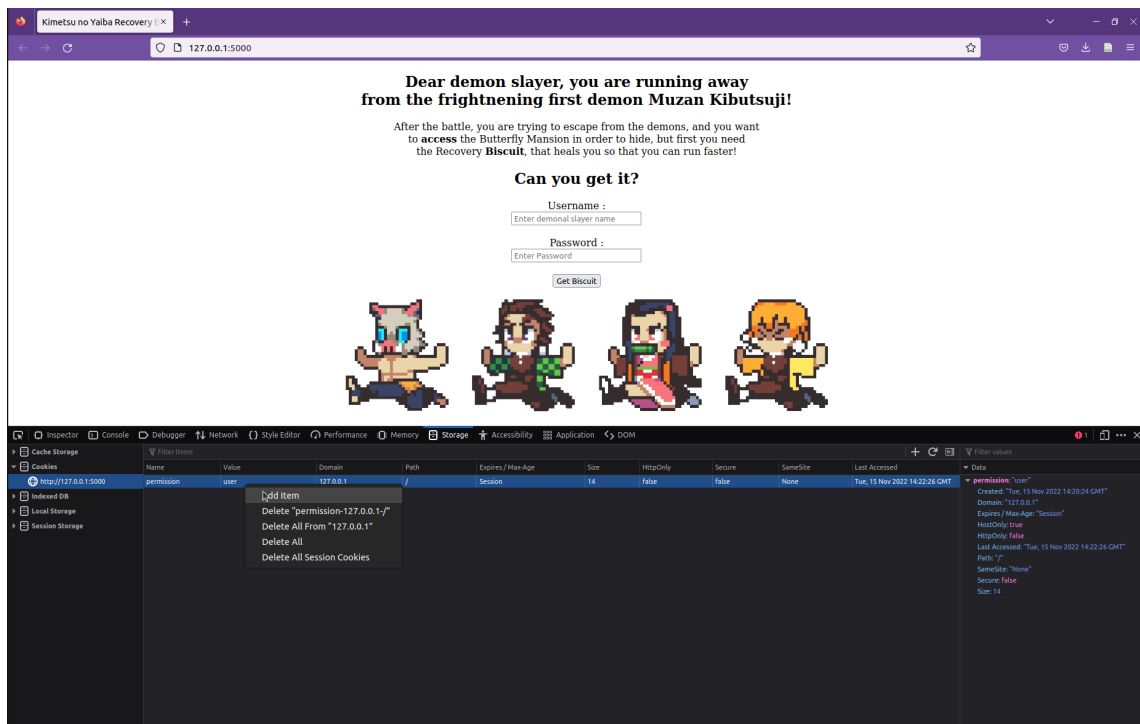 Kimetsu no Yaiba Recovery B
127.0.0.1:5000
Dear demon slayer, you are running away
from the frightnening first demon Muzan Kibutsuji!
After the battle, you are trying to escape from the demons, and you want
to access the Butterfly Mansion in order to hide, but first you need
the Recovery Biscuit, that heals you so that you can run faster!
Can you get it?
Username :
Enter demonal slayer name
Password :
Enter Password
Get Biscuit
Inspector Console Debugger Network {} Style Editor Performance Memory Storage Accessibility Application DOM 1
Cache Storage
Cookies
http://127.0.0.1:5000
Indexed DB
Local Storage
Session Storage
Filter Items
Name Value Domain Path Expires / Max-Age Size HttpOnly Secure SameSite Last Accessed
permission user 127.0.0.1 / Session 14 false false None Tue, 15 Nov 2022 14:22:26 GMT
Add Item
Delete "permission-127.0.0.1-/"
Delete All From "127.0.0.1"
Delete All
Delete All Session Cookies
Filter values
Data
permission: "user"
Created: "Tue, 15 Nov 2022 14:20:24 GMT"
Domain: "127.0.0.1"
Expires / Max-Age: "Session"
HostOnly: true
HttpOnly: false
Last Accessed: "Tue, 15 Nov 2022 14:22:26 GMT"
Path: "/"
SameSite: "None"
Secure: false
Size: 14